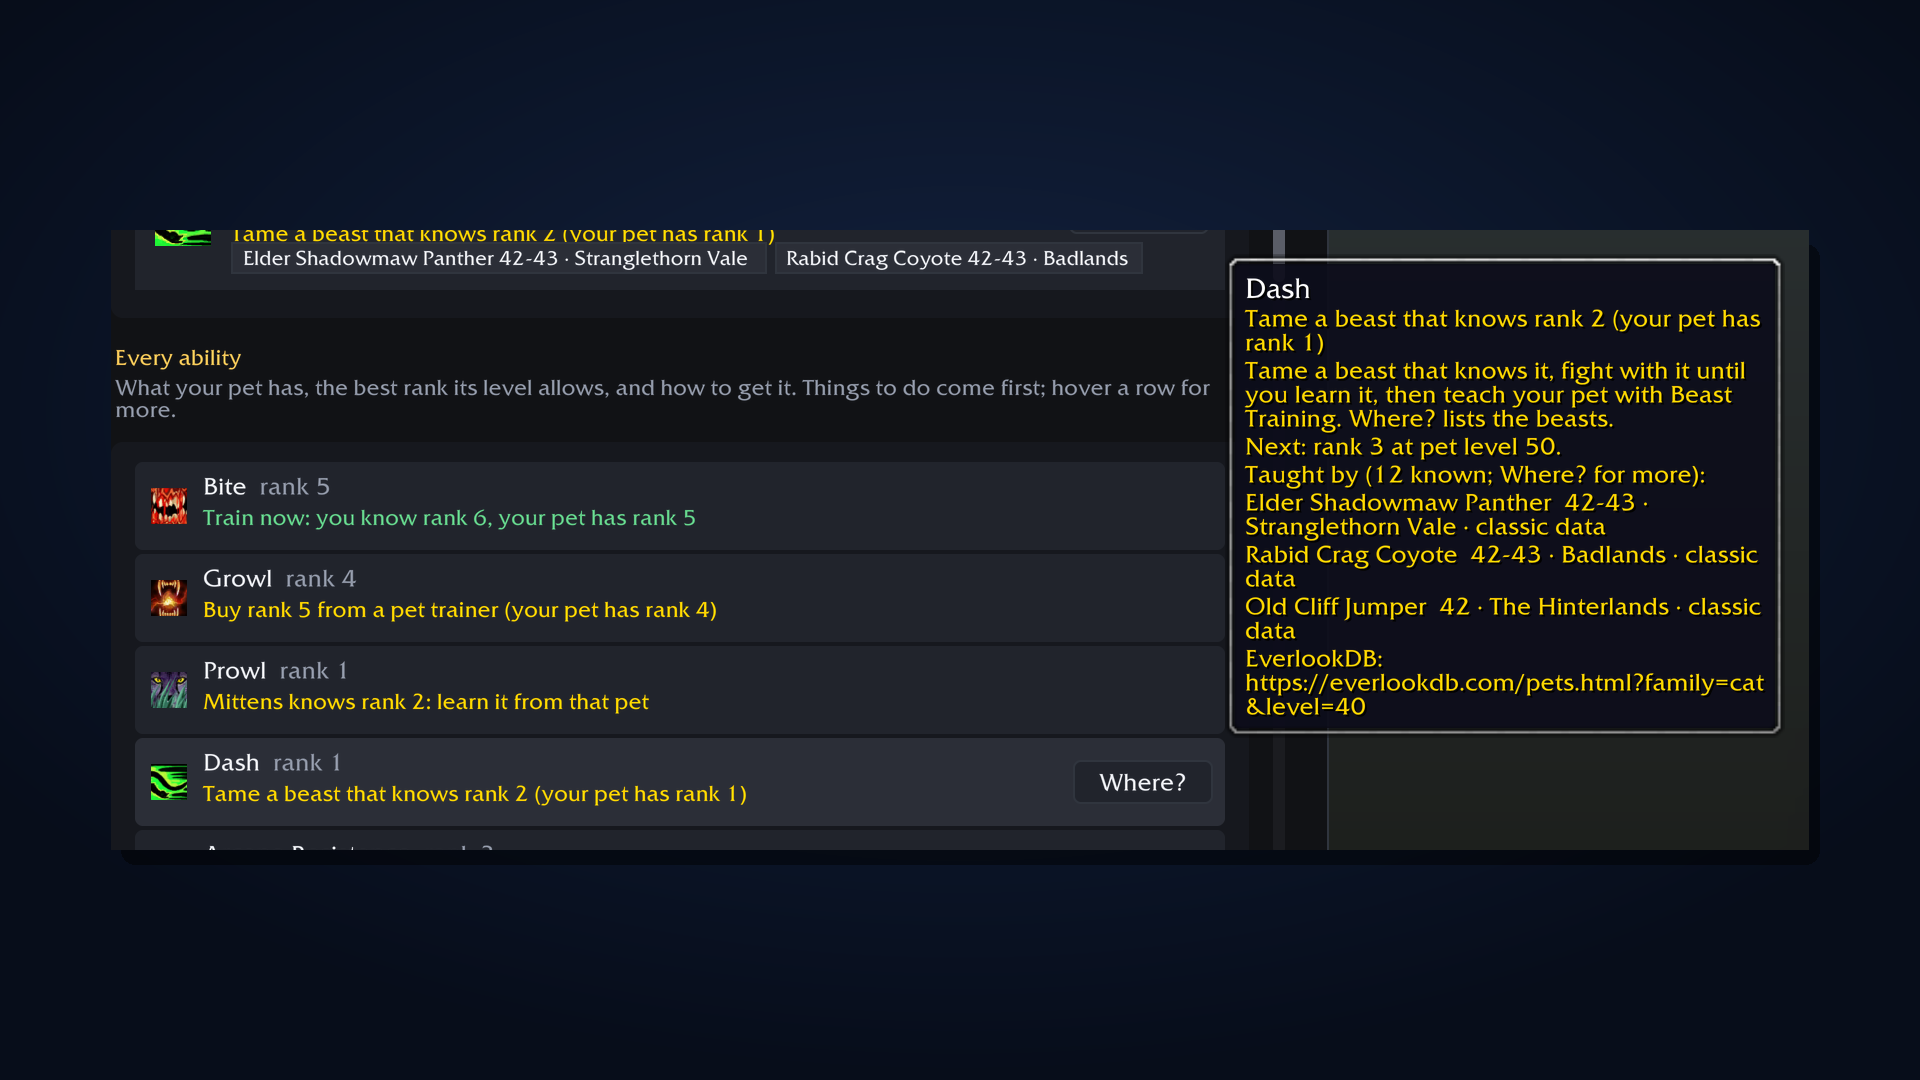 Tame a beast that knows rank 2 (your pet has rank 1)
Elder Shadowmaw Panther 42-43 · Stranglethorn Vale
Rabid Crag Coyote 42-43 · Badlands
Every ability
What your pet has, the best rank its level allows, and how to get it. Things to do come first; hover a row for
more.
Bite rank 5
Train now: you know rank 6, your pet has rank 5
Growl rank 4
Buy rank 5 from a pet trainer (your pet has rank 4)
Prowl rank 1
Mittens knows rank 2: learn it from that pet
Dash rank 1
Tame a beast that knows rank 2 (your pet has rank 1)
Where?
Dash
Tame a beast that knows rank 2 (your pet has
rank 1)
Tame a beast that knows it, fight with it until
you learn it, then teach your pet with Beast
Training. Where? lists the beasts.
Next: rank 3 at pet level 50.
Taught by (12 known; Where? for more):
Elder Shadowmaw Panther 42-43 ·
Stranglethorn Vale · classic data
Rabid Crag Coyote 42-43 · Badlands · classic
data
Old Cliff Jumper 42 · The Hinterlands · classic
data
EverlookDB:
https://everlookdb.com/pets.html?family=cat
&level=40